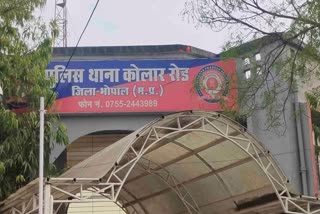 पुलिस थाना कोलार रोड
जिला-भोपाल (म.प्र.)
फोन नं. 0755-2443989